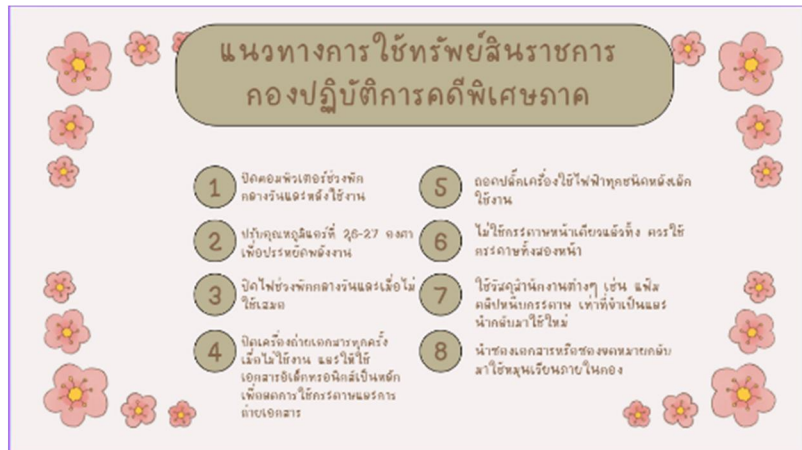 แนวทางการใช้ทรัพย์สินราชการ
กองปฏิบัติการคดีพิเศษภาค
1
ปิดคอมพิวเตอร์ช่วงพัก
กลางวันและหลังใช้งาน
2
ปรับอุณหภูมิแอร์ที่ 26-27 องศา
เพื่อประหยัดพลังงาน
3
ปิดไฟช่วงพักกลางวันและเมื่อไม่
ใช้เสมอ
4
ปิดเครื่องถ่ายเอกสารทุกครั้ง
เมื่อไม่ใช้งาน และให้ใช้
เอกสารอิเล็กทรอนิกส์เป็นหลัก
เพื่อลดการใช้กระดาษและการ
ถ่ายเอกสาร
5
ถอดปลั๊กเครื่องใช้ไฟฟ้าทุกชนิดหลังเลิก
ใช้งาน
6
ไม่ใช้กระดาษหน้าเดียวแล้วทิ้ง ควรใช้
กระดาษทั้งสองหน้า
7
ใช้วัสดุสำนักงานต่างๆ เช่น แฟ้ม
คลิปหนีบกระดาษ เท่าที่จำเป็นและ
นำกลับมาใช้ใหม่
8
นำซองเอกสารหรือซองจดหมายกลับ
มาใช้หมุนเวียนภายในกอง